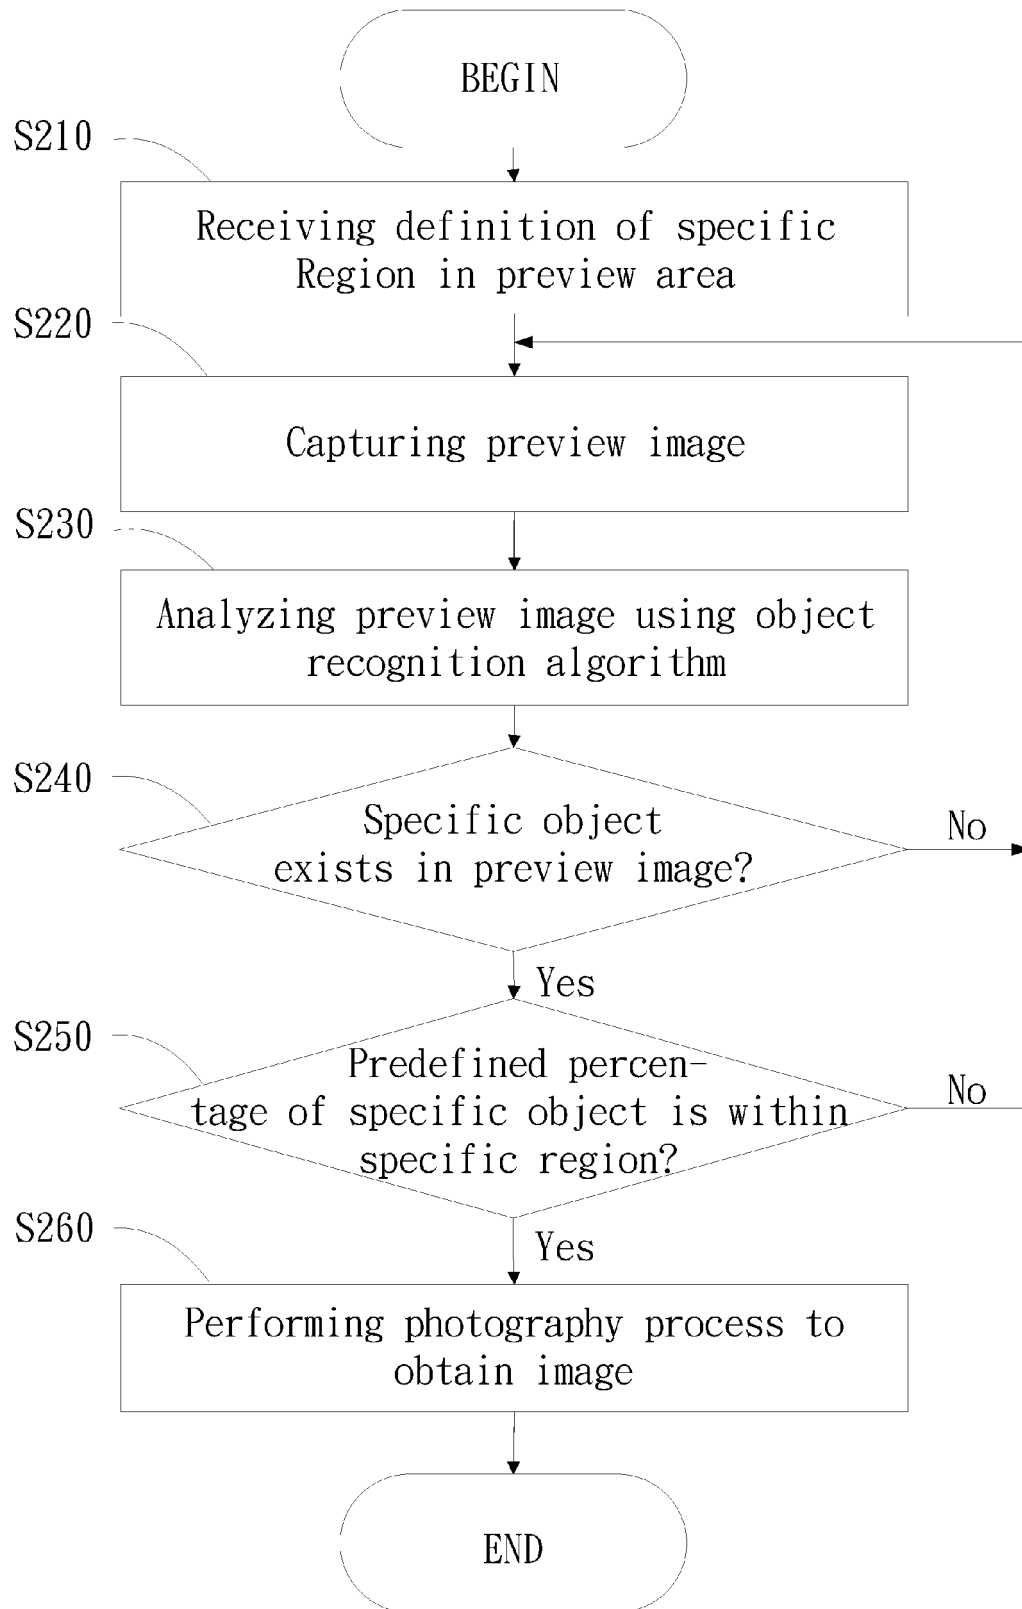 BEGIN
S210
Receiving definition of specific
Region in preview area
S220
Capturing preview image
S230
Analyzing preview image using object
recognition algorithm
S240
Specific object
exists in preview image?
No
Yes
S250
Predefined percen-
tage of specific object is within
specific region?
No
S260
Yes
Performing photography process to
obtain image
END